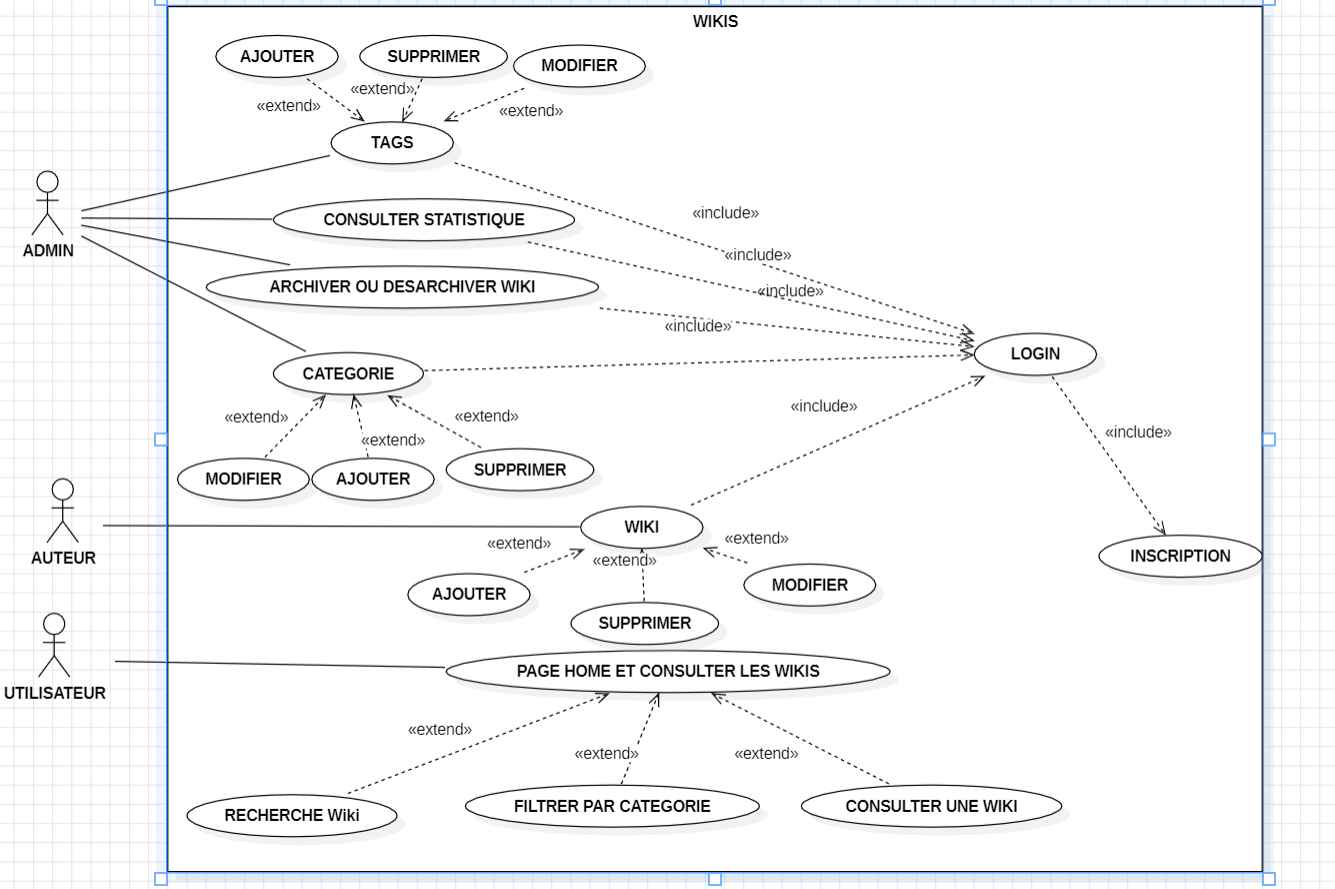 WIKIS
AJOUTER
SUPPRIMER
MODIFIER
«extend»
«extend»
«extend»
TAGS
ADMIN
CONSULTER STATISTIQUE
«include»
«include»
ARCHIVER OU DESARCHIVER WIKI
«include»
«include»
LOGIN
CATEGORIE
«extend»
«extend»
«extend»
«include»
«include»
MODIFIER
AJOUTER
SUPPRIMER
AUTEUR
WIKI
«extend»
«extend»
«extend»
INSCRIPTION
AJOUTER
MODIFIER
SUPPRIMER
UTILISATEUR
PAGE HOME ET CONSULTER LES WIKIS
«extend»
«extend»
«extend»
RECHERCHE Wiki
FILTRER PAR CATEGORIE
CONSULTER UNE WIKI